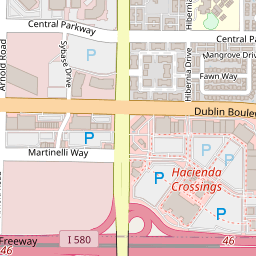 Central Parkway
Central Pa
Arnold Road
Sybase Drive
Hibernia
Mangrove Driv
Fawn Way
P
Hibernia Drive
Dublin Boulev
P
P
P
Martinelli Way
Hacienda
Crossings
P
P
I 580
46
Freeway
46